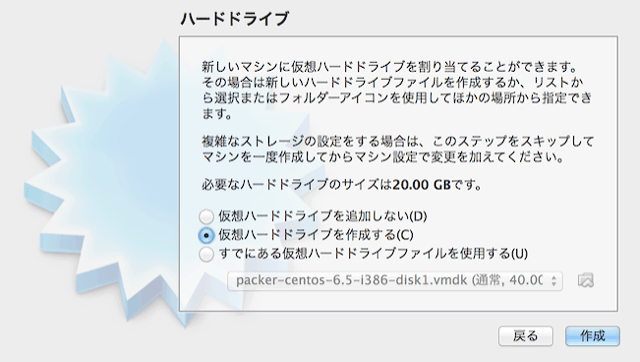 ハードドライブ
新しいマシンに仮想ハードドライブを割り当てることができます。
その場合は新しいハードドライブファイルを作成するか、リストか
ら選択またはフォルダーアイコンを使用してほかの場所から指定でき
ます。
複雑なストレージの設定をする場合は、このステップをスキップして
マシンを一度作成してからマシン設定で変更を加えてください。
必要なハードドライブのサイズは20.00 GBです。
仮想ハードドライブを追加しない(D)
仮想ハードドライブを作成する(C)
すでにある仮想ハードドライブファイルを使用する(U)
packer-centos-6.5-i386-disk1.vmdk (通常, 40.00
戻る
作成